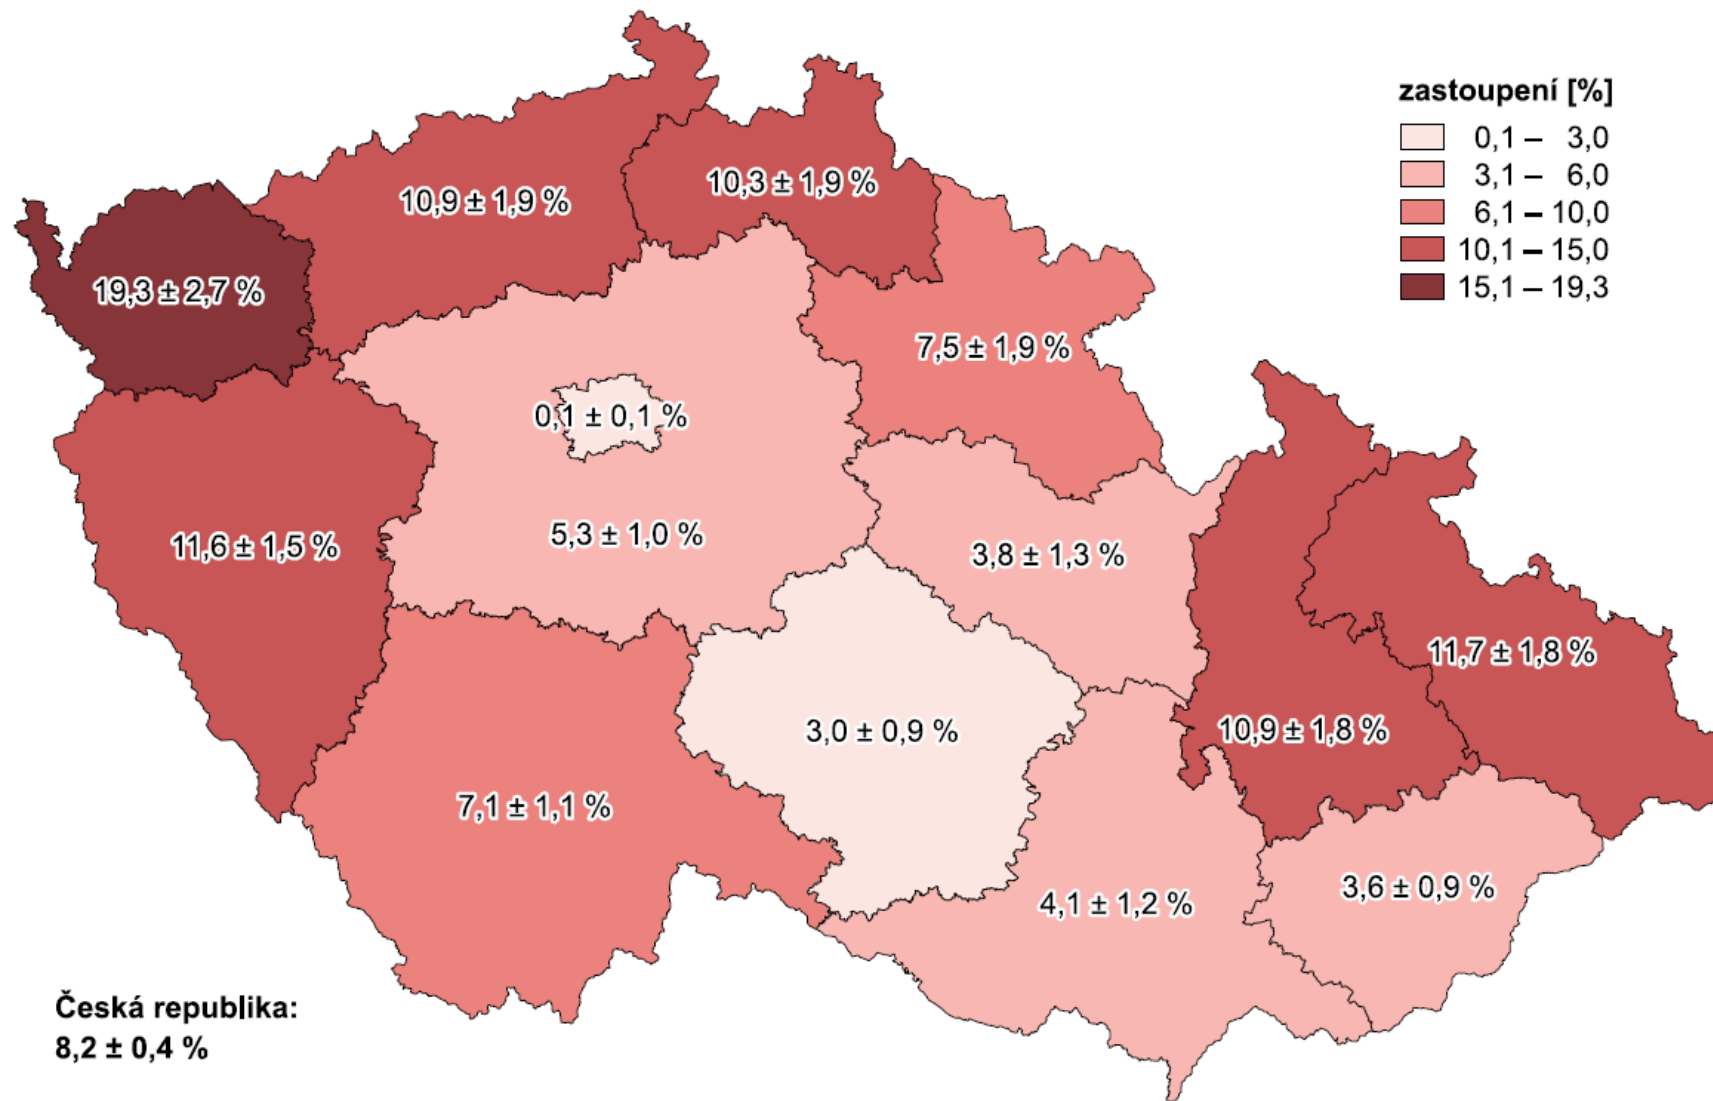 zastoupení [%]
0,1 – 3,0
3,1 – 6,0
6,1 – 10,0
10,1 – 15,0
15,1 – 19,3
10,3 ± 1,9 %
10,9 ± 1,9 %
19,3 ± 2,7 %
7,5 ± 1,9 %
0,1 ± 0,1 %
5,3 ± 1,0 %
11,6 ± 1,5 %
3,8 ± 1,3 %
11,7 ± 1,8 %
3,0 ± 0,9 %
10,9 ± 1,8 %
7,1 ± 1,1 %
3,6 ± 0,9 %
4,1 ± 1,2 %
Česká republika:
8,2 ± 0,4 %